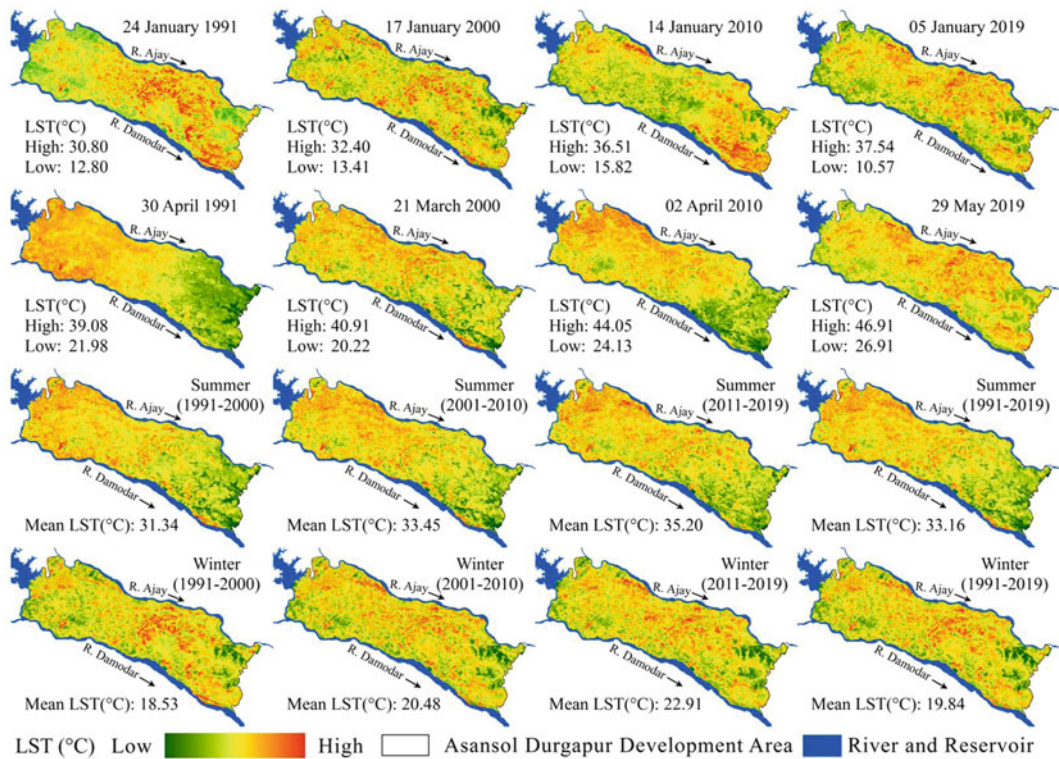 24 January 1991
R. Ajay
R. Damodar
LST(°C)
High: 30.80
Low: 12.80
17 January 2000
R. Ajay
R. Damodar
LST(°C)
High: 32.40
Low: 13.41
14 January 2010
R. Ajay
R. Damodar
LST(°C)
High: 36.51
Low: 15.82
05 January 2019
R. Ajay
R. Damodar
LST(°C)
High: 37.54
Low: 10.57
30 April 1991
R. Ajay
R. Damodar
LST(°C)
High: 39.08
Low: 21.98
21 March 2000
R. Ajay
R. Damodar
LST(°C)
High: 40.91
Low: 20.22
02 April 2010
R. Ajay
R. Damodar
LST(°C)
High: 44.05
Low: 24.13
29 May 2019
R. Ajay
R. Damodar
LST(°C)
High: 46.91
Low: 26.91
Summer
(1991-2000)
R. Ajay
R. Damodar
Mean LST(°C): 31.34
Summer
(2001-2010)
R. Ajay
R. Damodar
Mean LST(°C): 33.45
Summer
(2011-2019)
R. Ajay
R. Damodar
Mean LST(°C): 35.20
Summer
(1991-2019)
R. Ajay
R. Damodar
Mean LST(°C): 33.16
Winter
(1991-2000)
R. Ajay
R. Damodar
Mean LST(°C): 18.53
Winter
(2001-2010)
R. Ajay
R. Damodar
Mean LST(°C): 20.48
Winter
(2011-2019)
R. Ajay
R. Damodar
Mean LST(°C): 22.91
Winter
(1991-2019)
R. Ajay
R. Damodar
Mean LST(°C): 19.84
LST (°C) Low High Asansol Durgapur Development Area River and Reservoir